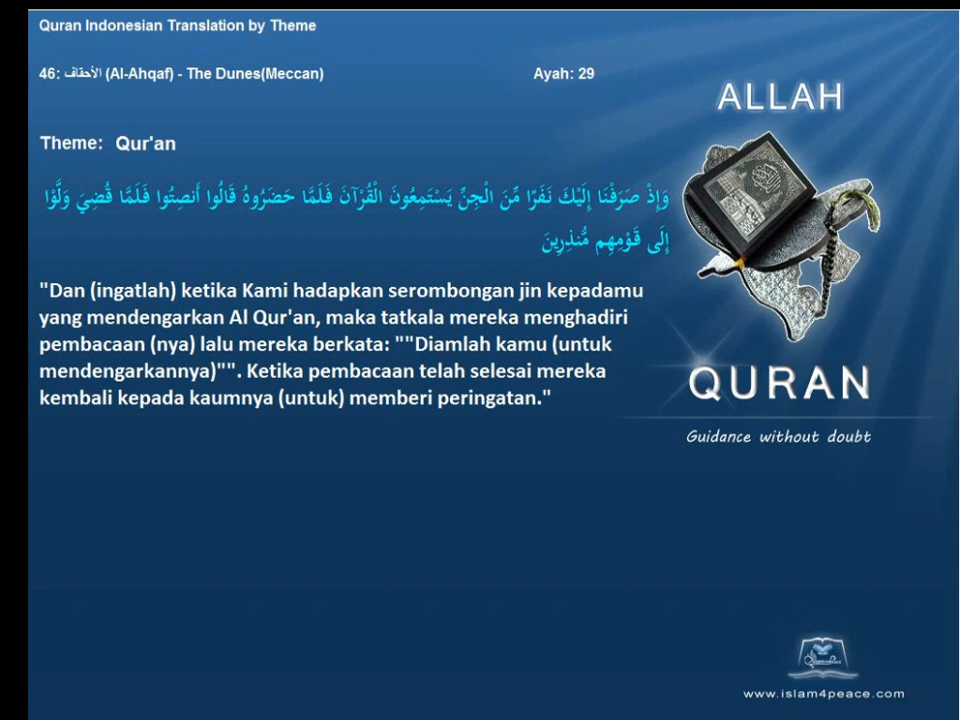 Quran Indonesian Translation by Theme
46: الأحقاف (Al-Ahqaf) - The Dunes(Meccan) Ayah: 29
Theme: Qur'an
وَإِذْ صَرَفْنَا إِلَيْكَ نَفَرًا مِّنَ الْجِنِّ يَسْتَمِعُونَ الْقُرْآنَ فَلَمَّا حَضَرُوهُ قَالُوا أَنصِتُوا فَلَمَّا قُضِيَ وَلَّوْا
إِلَى قَوْمِهِم مُّنذِرِينَ
"Dan (ingatlah) ketika Kami hadapkan serombongan jin kepadamu
yang mendengarkan Al Qur'an, maka tatkala mereka menghadiri
pembacaan (nya) lalu mereka berkata: ""Diamlah kamu (untuk
mendengarkannya)"". Ketika pembacaan telah selesai mereka
kembali kepada kaumnya (untuk) memberi peringatan."
ALLAH
QURAN
Guidance without doubt
www.islam4peace.com